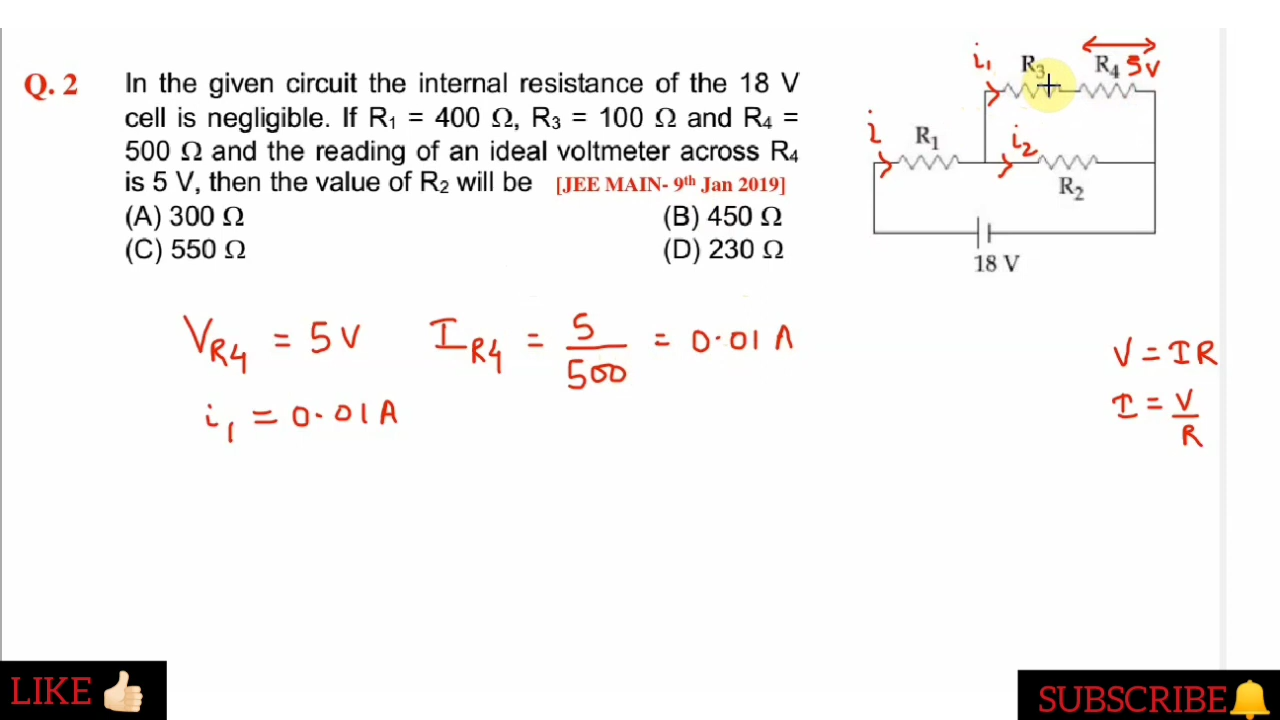 Q. 2 In the given circuit the internal resistance of the 18 V
cell is negligible. If R₁ = 400 Ω, R₃ = 100 Ω and R₄ =
500 Ω and the reading of an ideal voltmeter across R₄
is 5 V, then the value of R₂ will be [JEE MAIN- 9th Jan 2019]
(A) 300 Ω (B) 450 Ω
(C) 550 Ω (D) 230 Ω
i₁ R₃ R₄ 5V
i R₁ i₂
R₂
18 V
V_R4 = 5V I_R4 = 5/500 = 0.01 A
i₁ = 0.01A
V = IR
I = V/R
LIKE
SUBSCRIBE